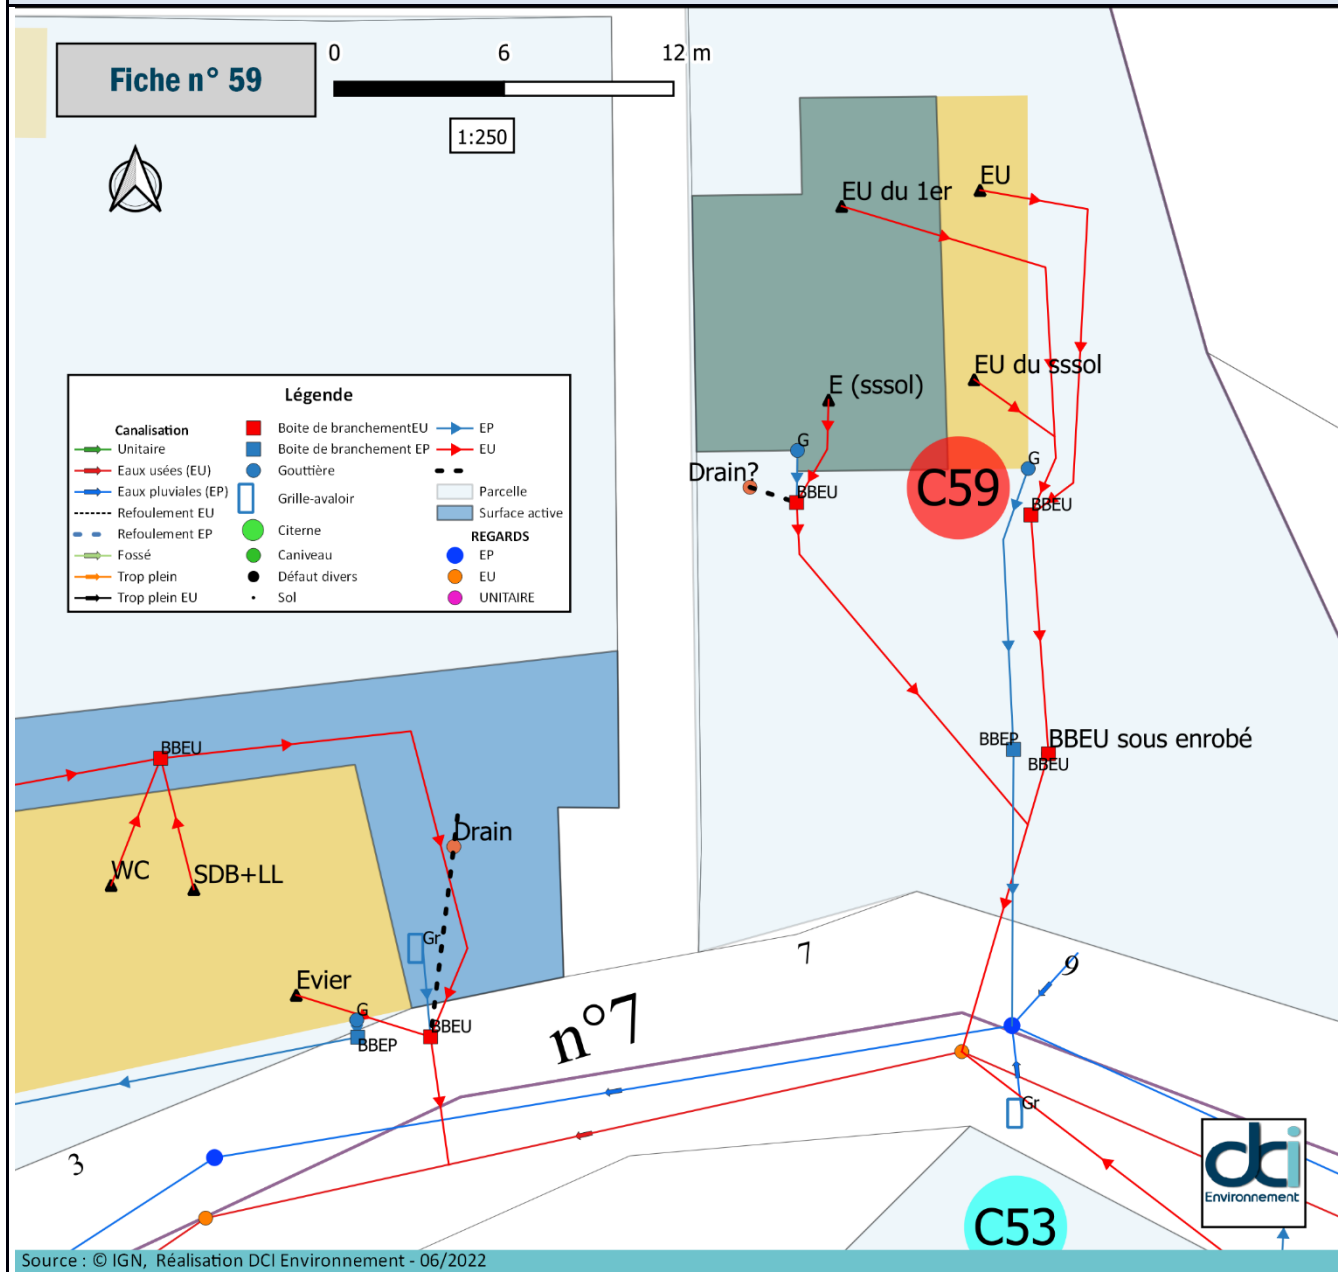 Fiche n° 59
0 6 12 m
1:250
EU du 1er
EU
EU du sssol
E (sssol)
G
G
Drain?
BBEU
C59
BBEU
Légende
Canalisation
Unitaire
Eaux usées (EU)
Eaux pluviales (EP)
Refoulement EU
Refoulement EP
Fossé
Trop plein
Trop plein EU
Boite de branchementEU
Boite de branchement EP
Gouttière
Grille-avaloir
Citerne
Caniveau
Défaut divers
Sol
EP
EU
Parcelle
Surface active
REGARDS
EP
EU
UNITAIRE
BBEU
BBEP
BBEU sous enrobé
BBEU
Drain
WC
SDB+LL
Gr
7
9
Evier
G
BBEU
BBEP
n°7
Gr
3
dci
Environnement
C53
Source : © IGN, Réalisation DCI Environnement - 06/2022